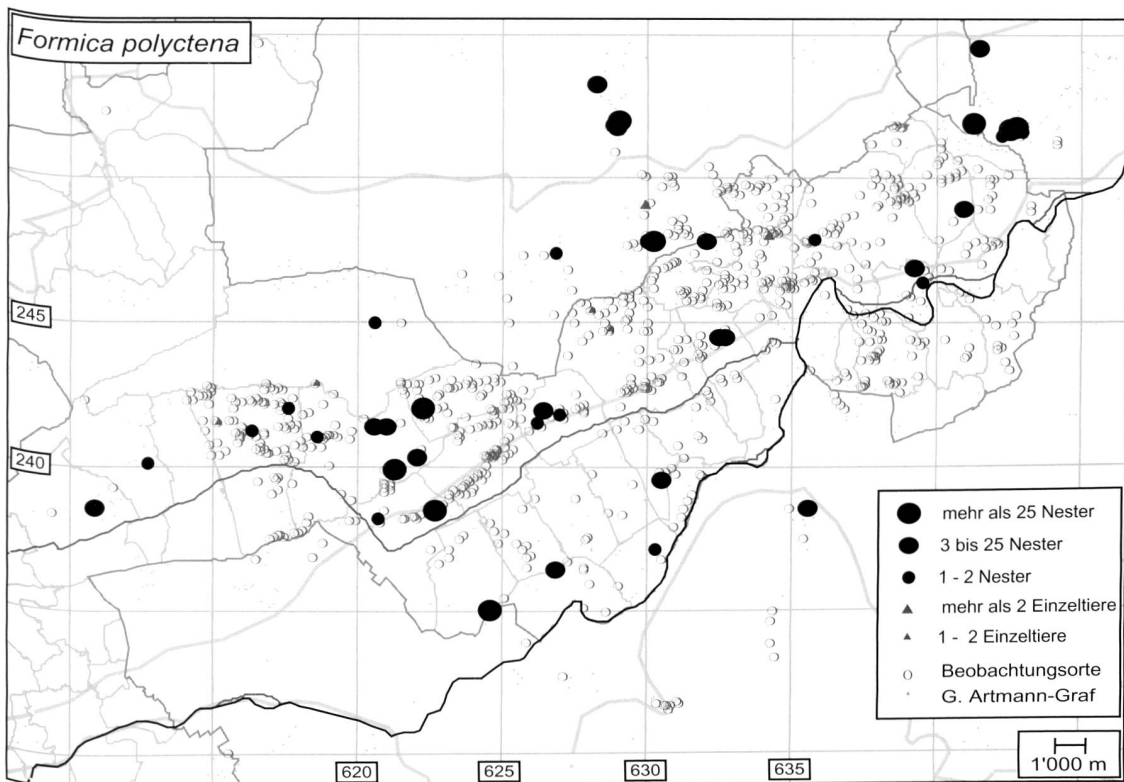 Formica polyctena
245
240
mehr als 25 Nester
3 bis 25 Nester
1 - 2 Nester
mehr als 2 Einzeltiere
1 - 2 Einzeltiere
Beobachtungsorte
G. Artmann-Graf
620
625
630
635
1'000 m